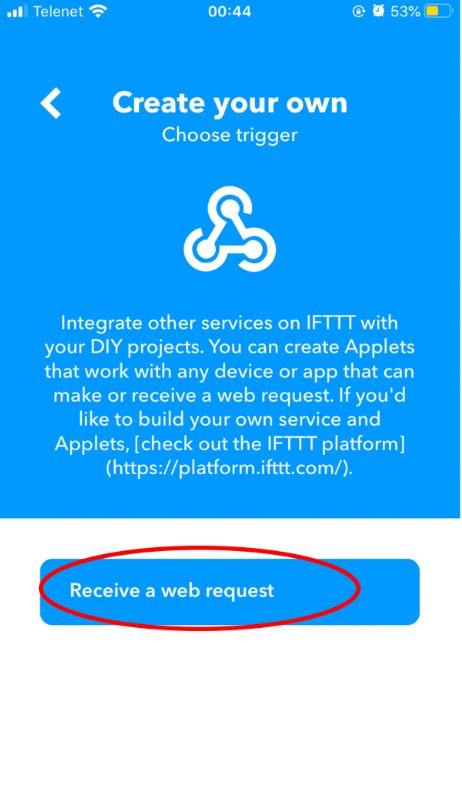 Telenet 00:44 53%
Create your own
Choose trigger
Integrate other services on IFTTT with
your DIY projects. You can create Applets
that work with any device or app that can
make or receive a web request. If you'd
like to build your own service and
Applets, [check out the IFTTT platform]
(https://platform.ifttt.com/).
Receive a web request